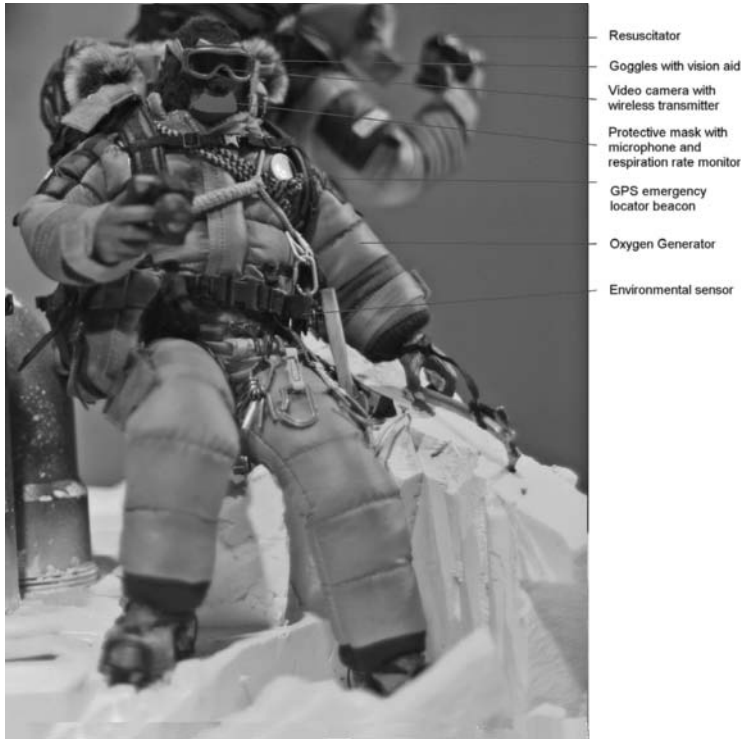 Resuscitator
Goggles with vision aid
Video camera with
wireless transmitter
Protective mask with
microphone and
respiration rate monitor
GPS emergency
locator beacon
Oxygen Generator
Environmental sensor